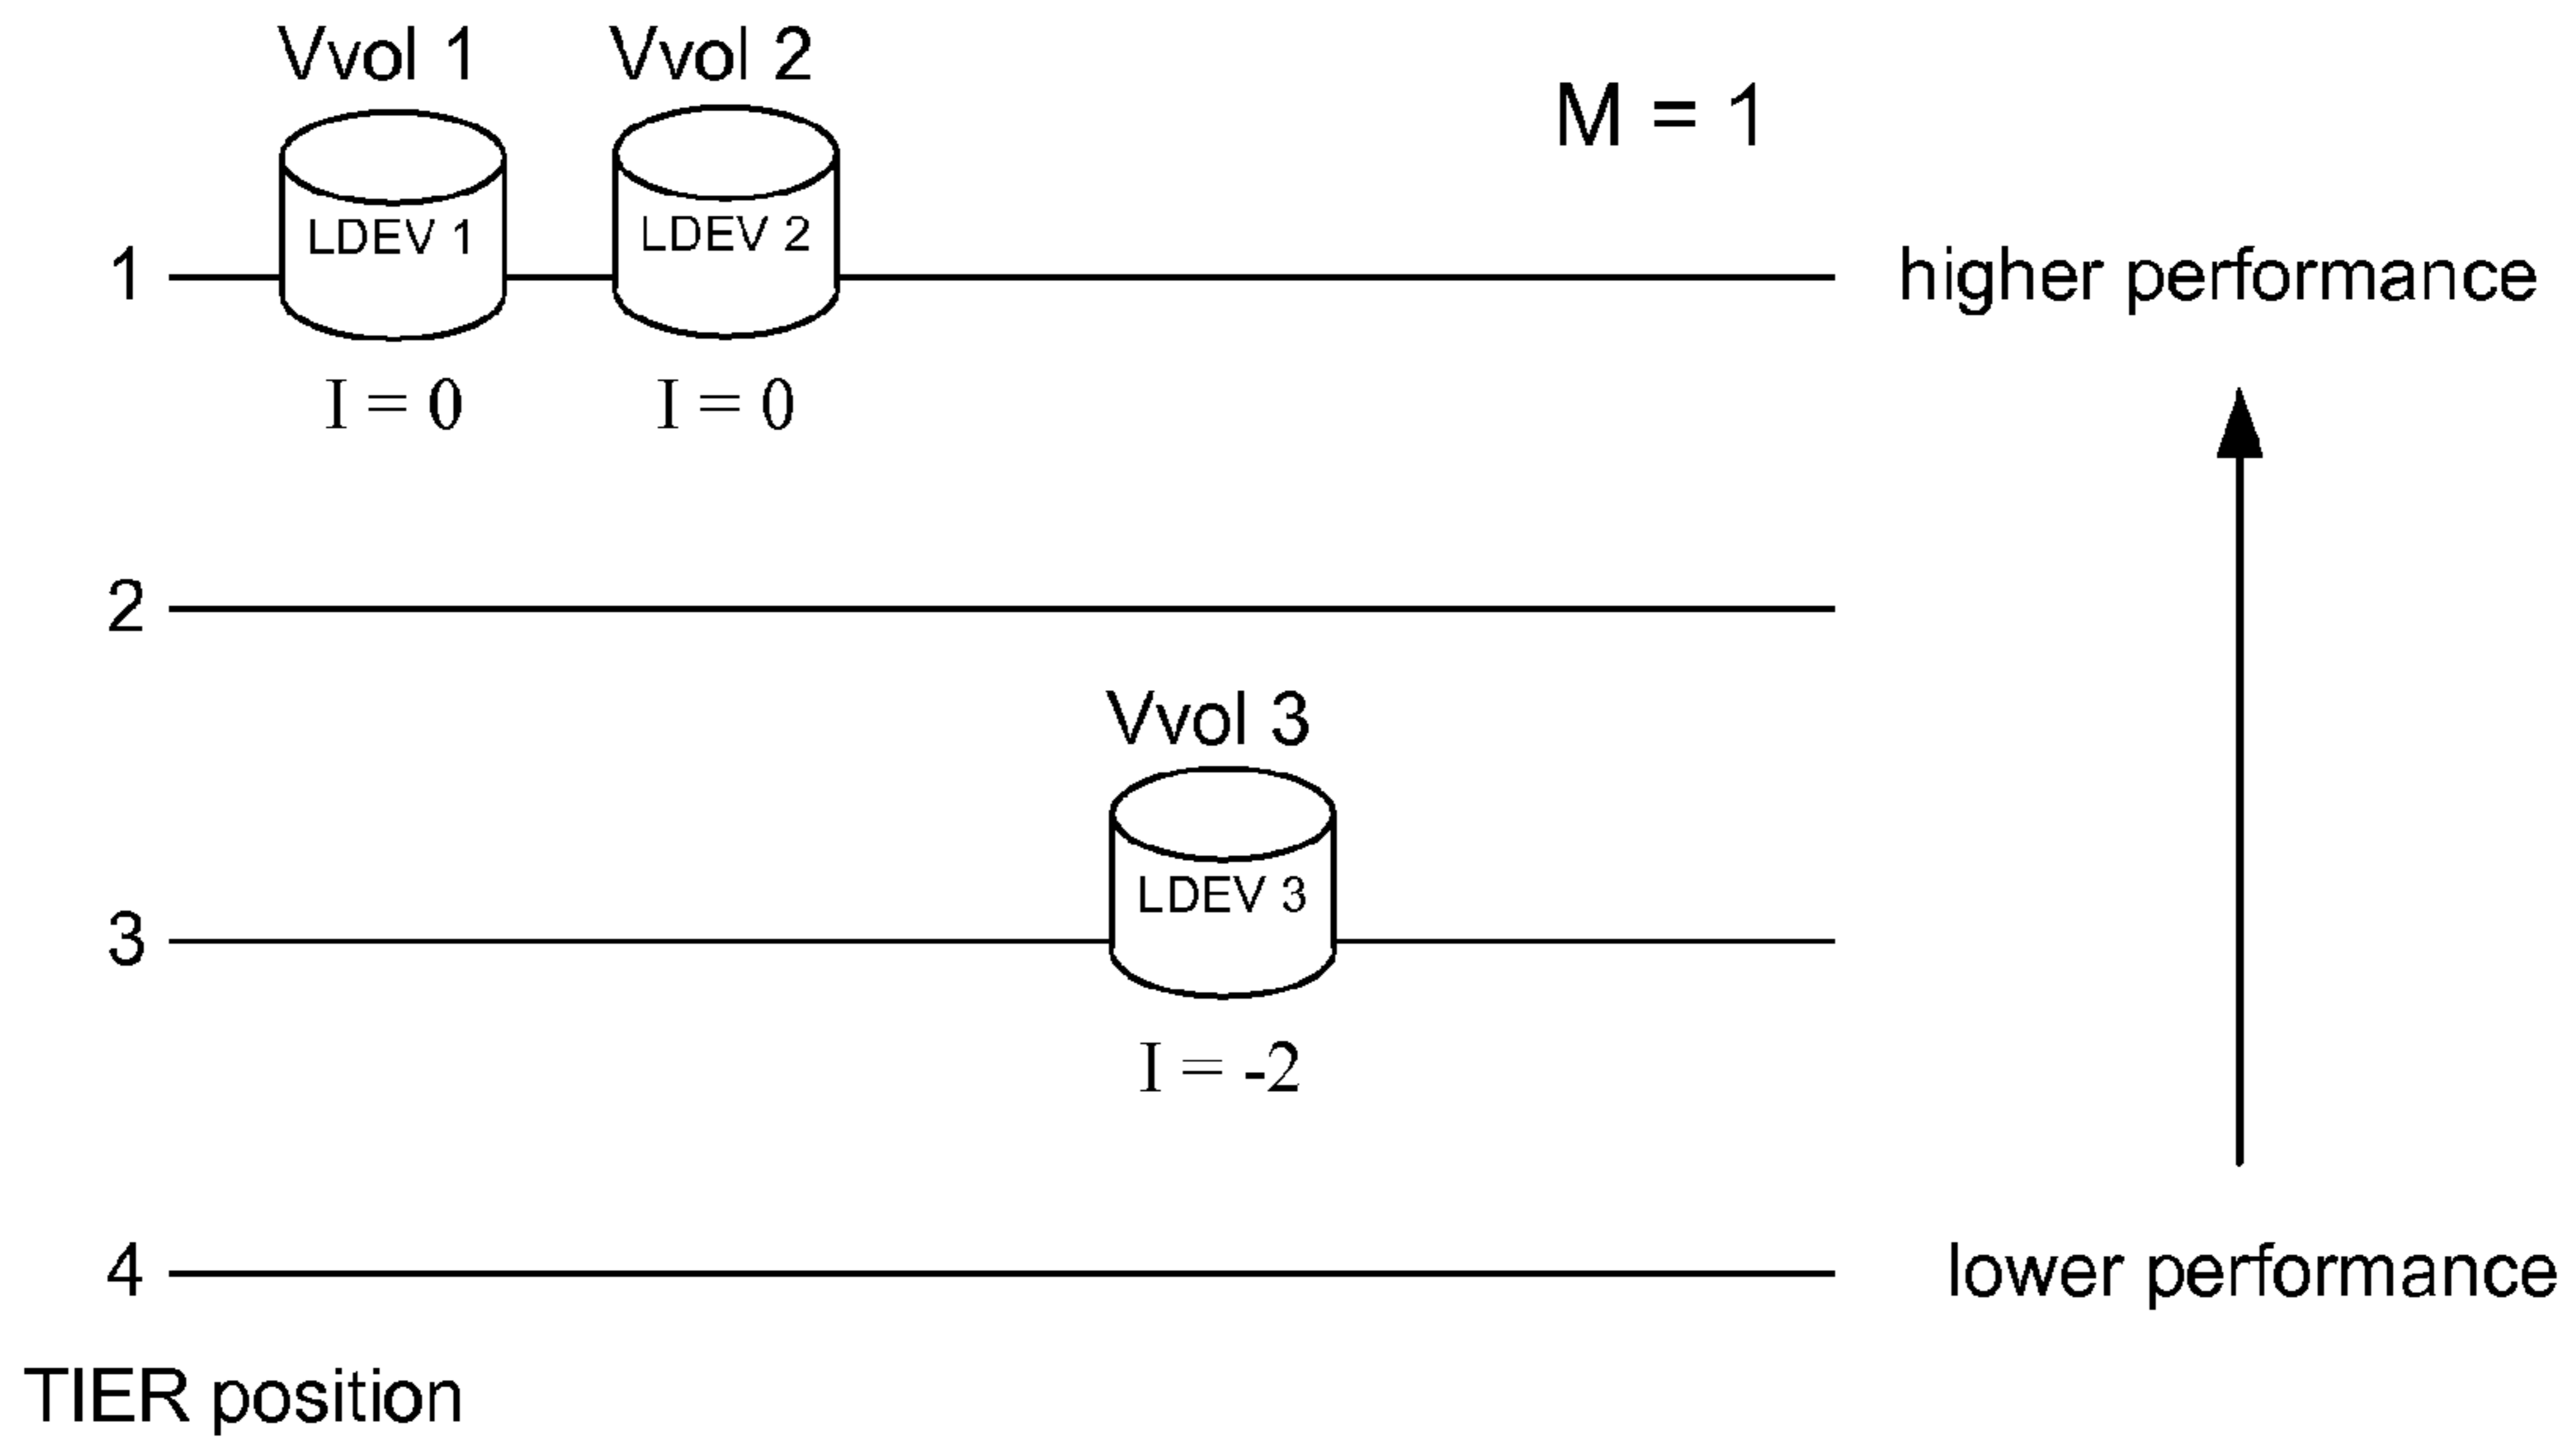 Vvol 1 Vvol 2
M = 1
LDEV 1 LDEV 2
1 higher performance
I = 0 I = 0
2
Vvol 3
LDEV 3
3
I = -2
4 lower performance
TIER position